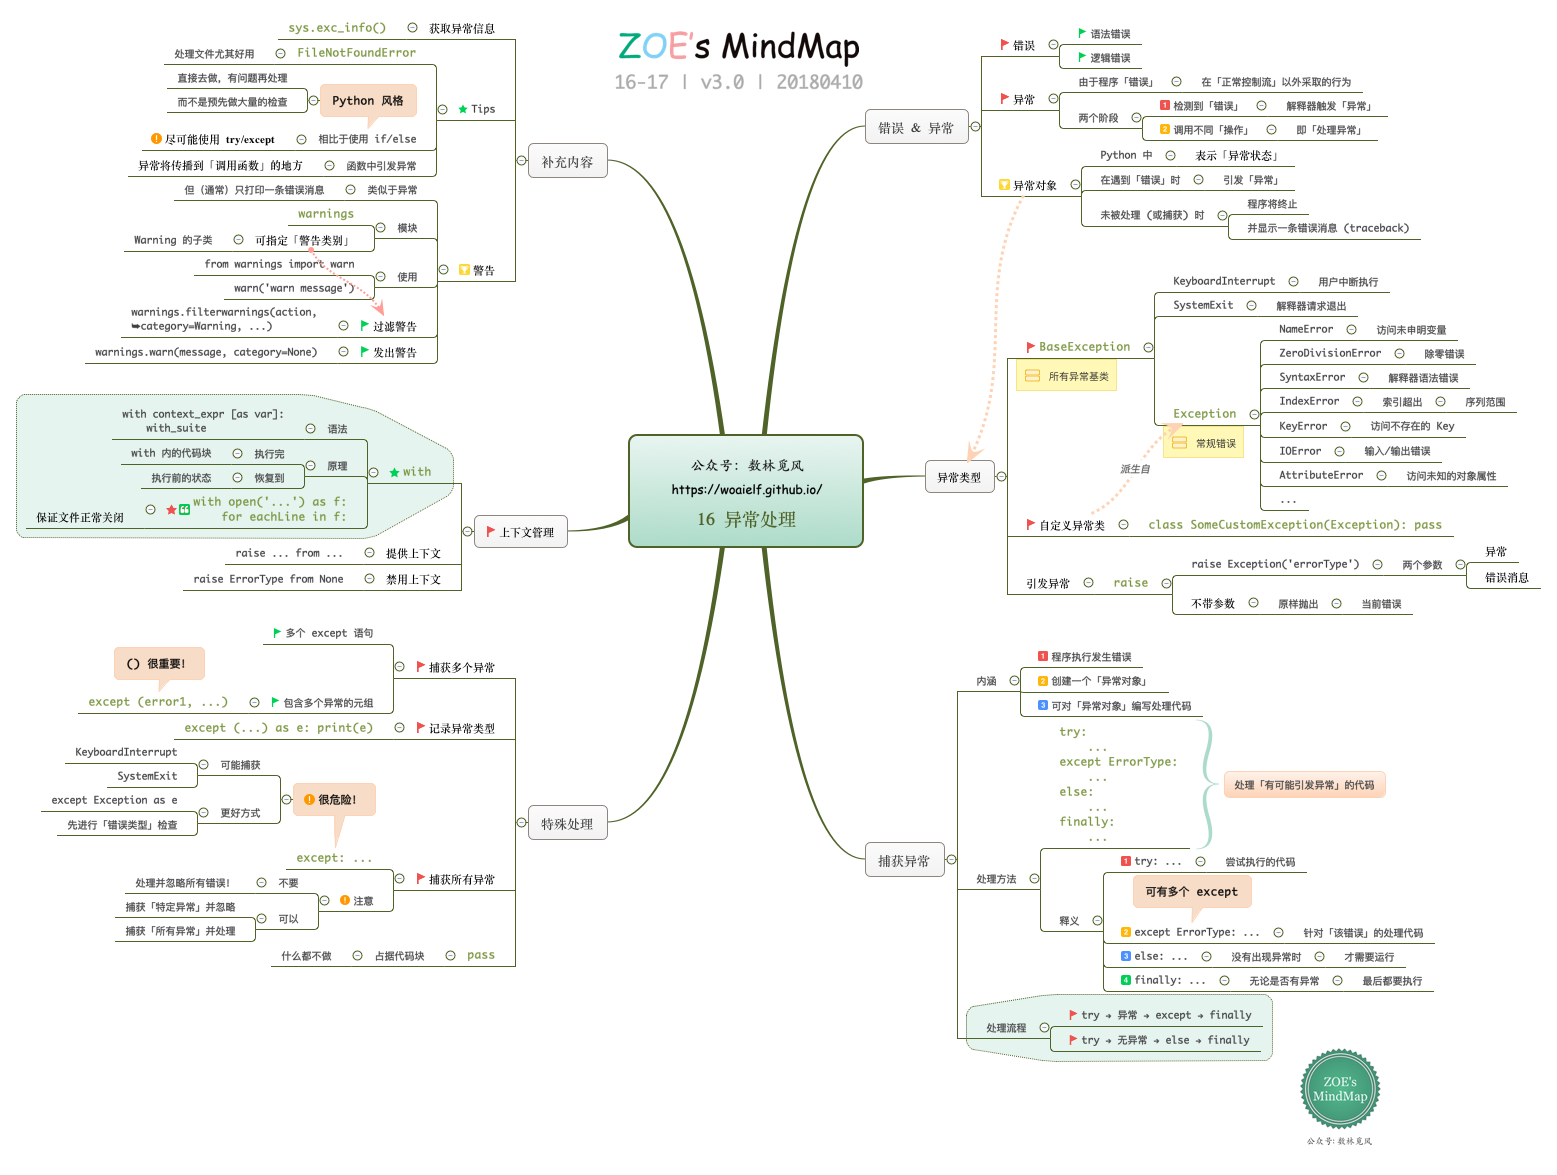 ZOE's MindMap
16-17 | v3.0 | 20180410
公众号: 数林觅风
https://woaielf.github.io/
16 异常处理
错误 & 异常
错误
语法错误
逻辑错误
异常
由于程序「错误」 在「正常控制流」以外采取的行为
两个阶段
1 检测到「错误」 解释器触发「异常」
2 调用不同「操作」 即「处理异常」
异常对象
Python 中 表示「异常状态」
在遇到「错误」时 引发「异常」
未被处理 (或捕获) 时
程序将终止
并显示一条错误消息 (traceback)
异常类型
BaseException
所有异常基类
KeyboardInterrupt 用户中断执行
SystemExit 解释器请求退出
Exception
常规错误
NameError 访问未申明变量
ZeroDivisionError 除零错误
SyntaxError 解释器语法错误
IndexError 索引超出 序列范围
KeyError 访问不存在的 Key
IOError 输入/输出错误
AttributeError 访问未知的对象属性
...
派生自
自定义异常类 class SomeCustomException(Exception): pass
引发异常 raise
raise Exception('errorType') 两个参数
异常
错误消息
不带参数 原样抛出 当前错误
捕获异常
内涵
1 程序执行发生错误
2 创建一个「异常对象」
3 可对「异常对象」编写处理代码
处理方法
try:
...
except ErrorType:
...
else:
...
finally:
...
处理「有可能引发异常」的代码
释义
1 try: ... 尝试执行的代码
可有多个 except
2 except ErrorType: ... 针对「该错误」的处理代码
3 else: ... 没有出现异常时 才需要运行
4 finally: ... 无论是否有异常 最后都要执行
处理流程
try → 异常 → except → finally
try → 无异常 → else → finally
补充内容
sys.exc_info() 获取异常信息
Tips
处理文件尤其好用 FileNotFoundError
直接去做，有问题再处理
而不是预先做大量的检查
Python 风格
尽可能使用 try/except 相比于使用 if/else
异常将传播到「调用函数」的地方 函数中引发异常
警告
但（通常）只打印一条错误消息 类似于异常
warnings
模块
Warning 的子类 可指定「警告类别」
from warnings import warn
使用
warn('warn message')
warnings.filterwarnings(action,
➥category=Warning, ...) 过滤警告
warnings.warn(message, category=None) 发出警告
上下文管理
with
with context_expr [as var]:
with_suite
语法
with 内的代码块 执行完
原理
执行前的状态 恢复到
with open('...') as f:
for eachLine in f:
保证文件正常关闭
raise ... from ... 提供上下文
raise ErrorType from None 禁用上下文
特殊处理
多个 except 语句
捕获多个异常
() 很重要!
except (error1, ...) 包含多个异常的元组
except (...) as e: print(e) 记录异常类型
KeyboardInterrupt
可能捕获
SystemExit
很危险!
except Exception as e
更好方式
先进行「错误类型」检查
except: ...
捕获所有异常
处理并忽略所有错误! 不要
注意
捕获「特定异常」并忽略
可以
捕获「所有异常」并处理
什么都不做 占据代码块 pass
ZOE's
MindMap
公众号: 数林觅风